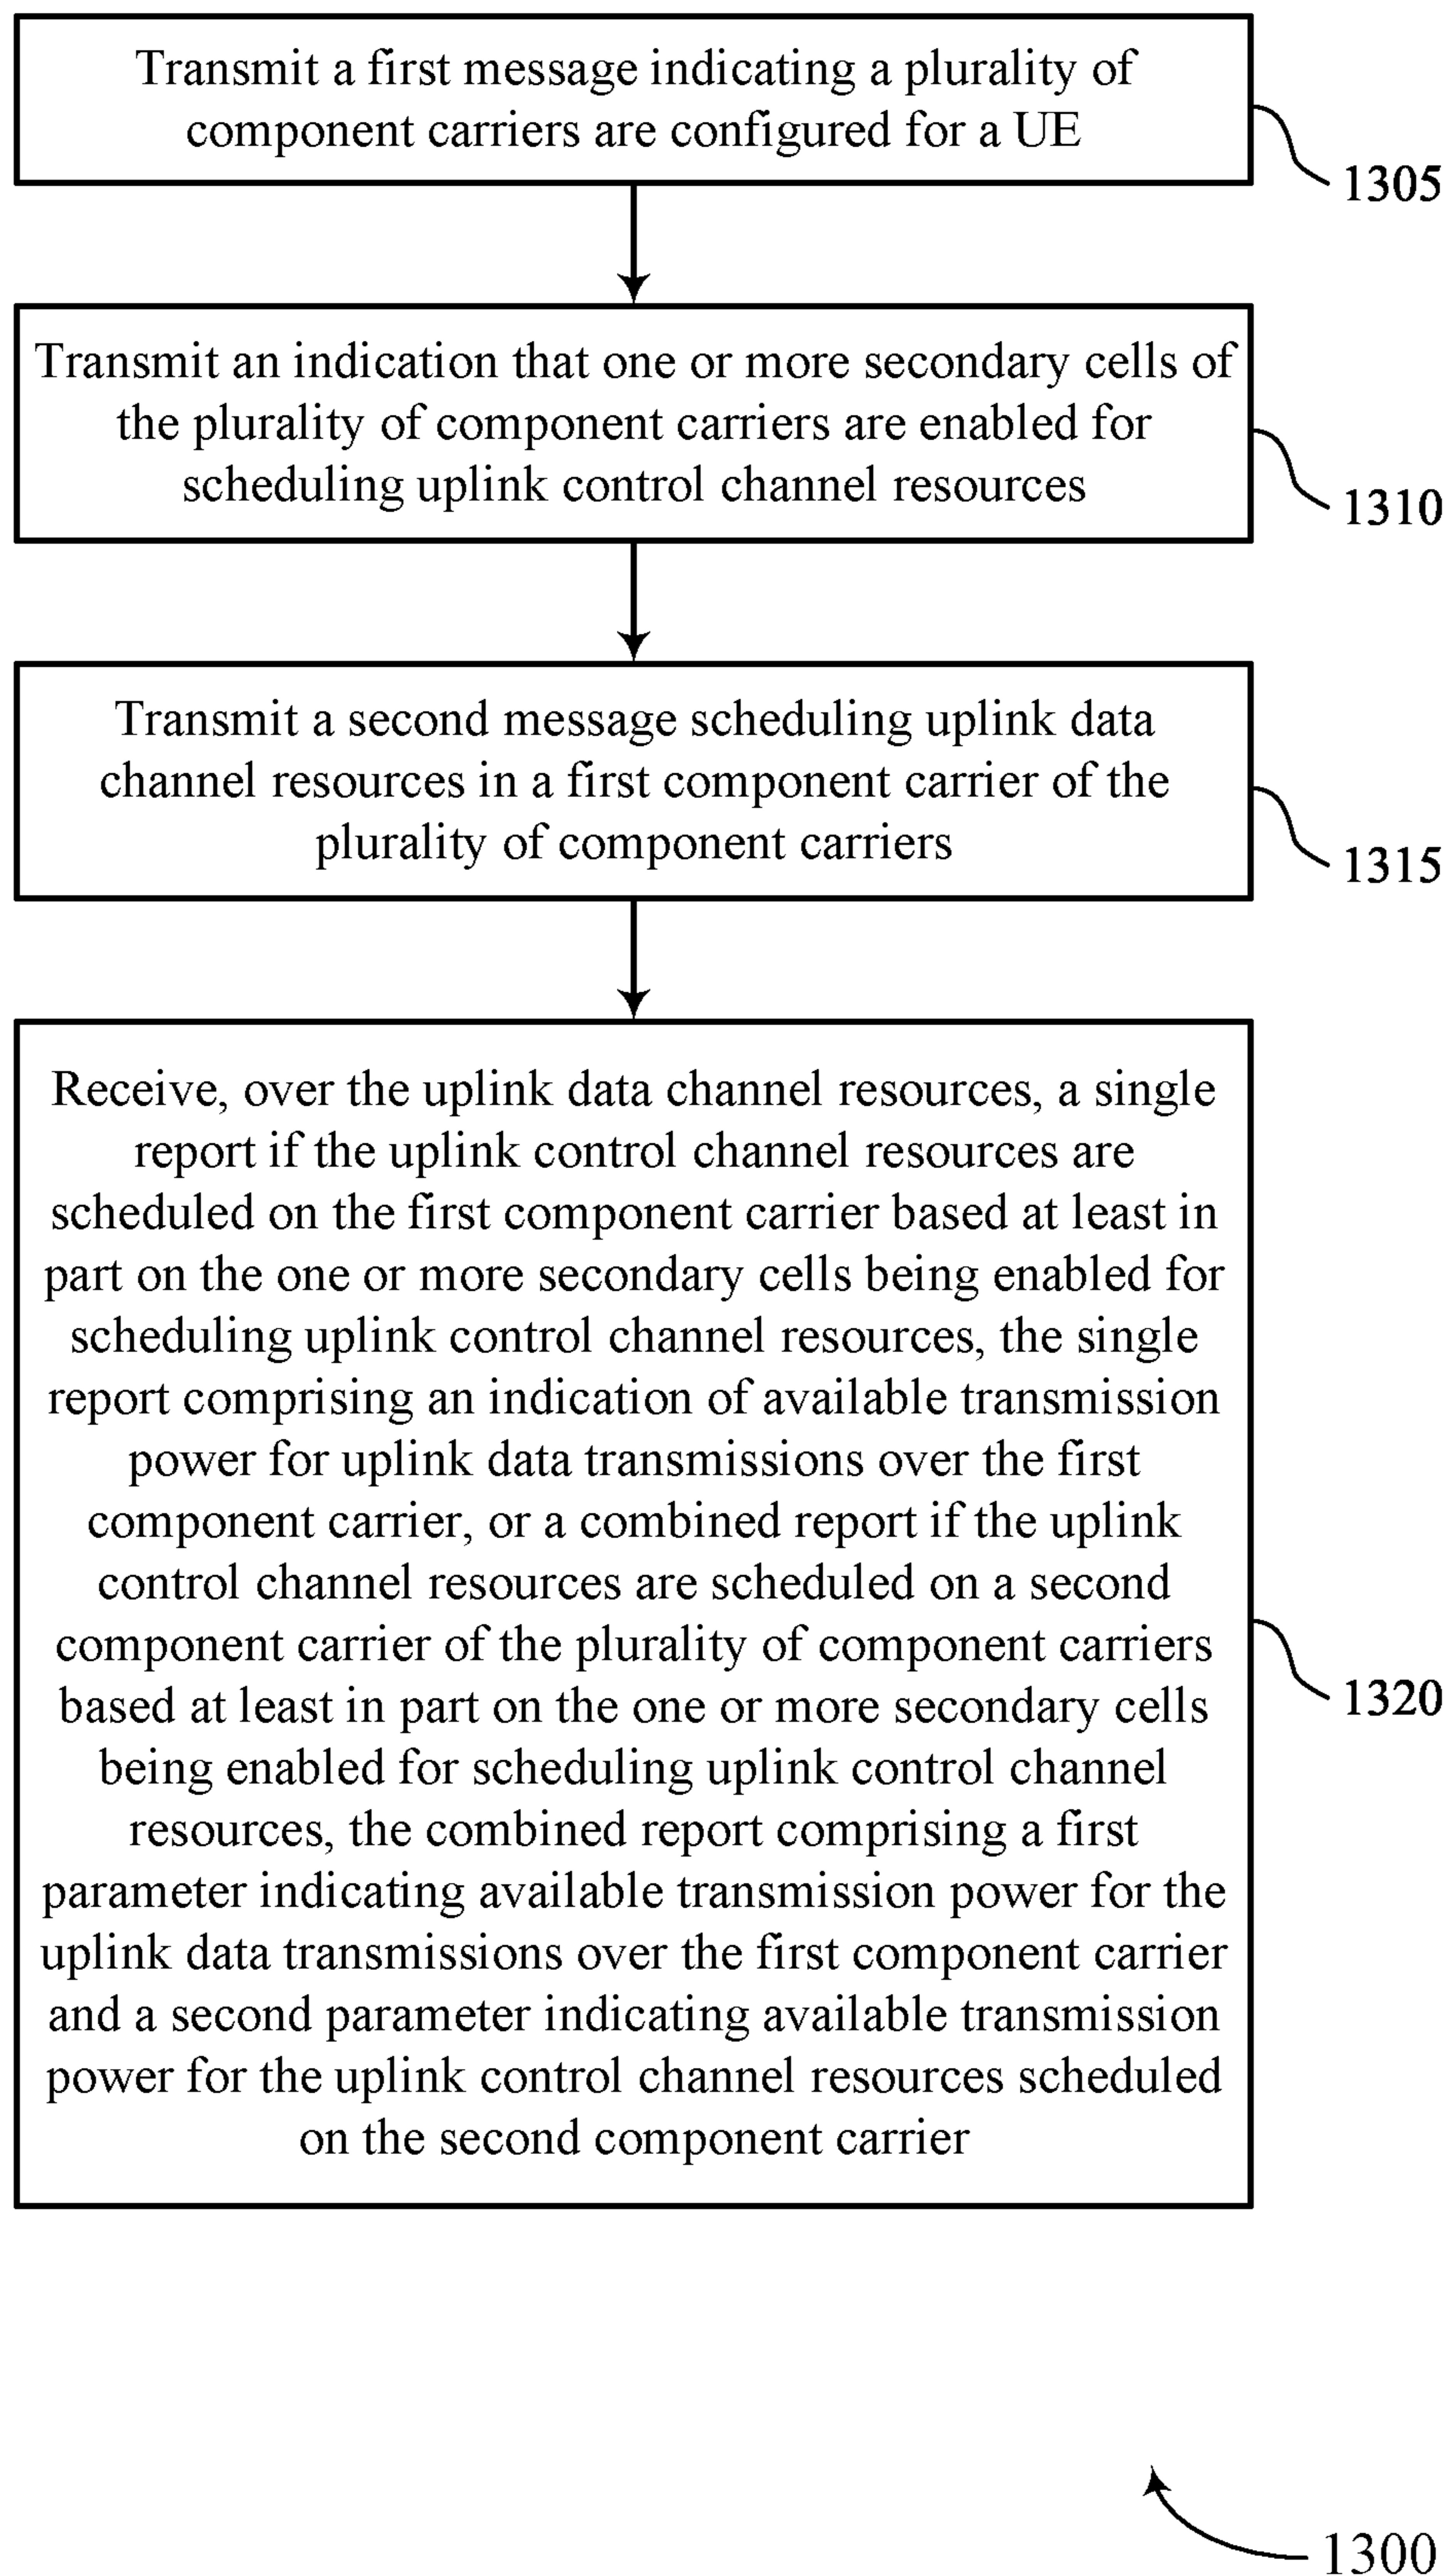 Transmit a first message indicating a plurality of
component carriers are configured for a UE
1305
Transmit an indication that one or more secondary cells of
the plurality of component carriers are enabled for
scheduling uplink control channel resources
1310
Transmit a second message scheduling uplink data
channel resources in a first component carrier of the
plurality of component carriers
1315
Receive, over the uplink data channel resources, a single
report if the uplink control channel resources are
scheduled on the first component carrier based at least in
part on the one or more secondary cells being enabled for
scheduling uplink control channel resources, the single
report comprising an indication of available transmission
power for uplink data transmissions over the first
component carrier, or a combined report if the uplink
control channel resources are scheduled on a second
component carrier of the plurality of component carriers
based at least in part on the one or more secondary cells
being enabled for scheduling uplink control channel
resources, the combined report comprising a first
parameter indicating available transmission power for the
uplink data transmissions over the first component carrier
and a second parameter indicating available transmission
power for the uplink control channel resources scheduled
on the second component carrier
1320
1300